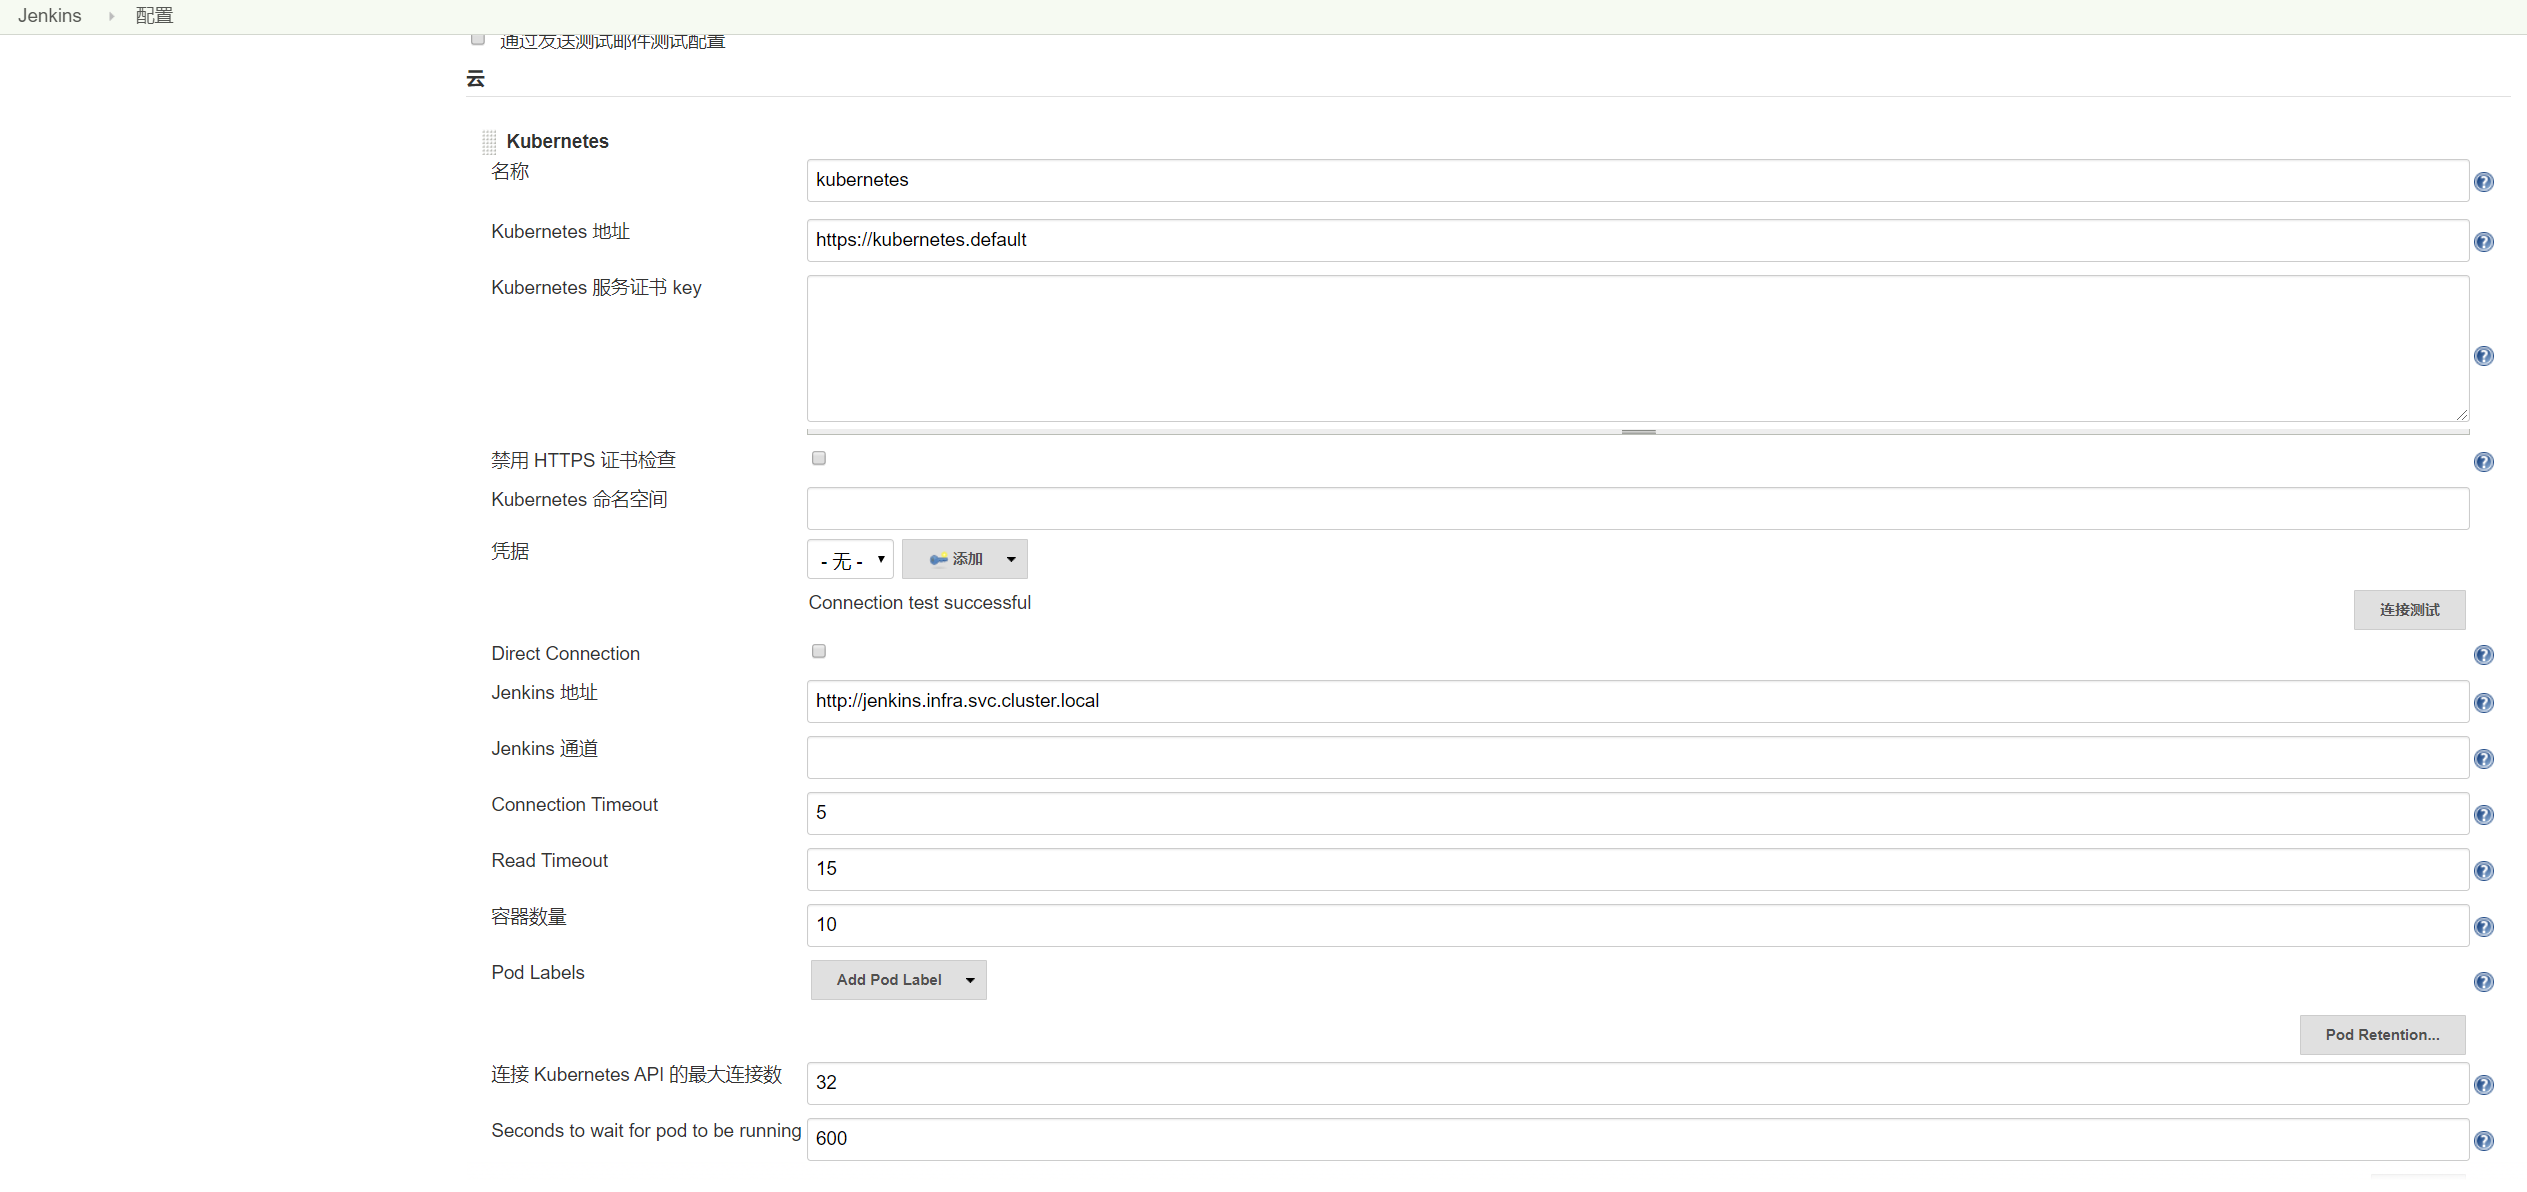 Jenkins 配置
通过发送测试邮件测试配置
云
Kubernetes
名称
kubernetes
Kubernetes 地址
https://kubernetes.default
Kubernetes 服务证书 key
禁用 HTTPS 证书检查
Kubernetes 命名空间
凭据
- 无 - 添加
Connection test successful
连接测试
Direct Connection
Jenkins 地址
http://jenkins.infra.svc.cluster.local
Jenkins 通道
Connection Timeout
5
Read Timeout
15
容器数量
10
Pod Labels
Add Pod Label
Pod Retention...
连接 Kubernetes API 的最大连接数
32
Seconds to wait for pod to be running
600